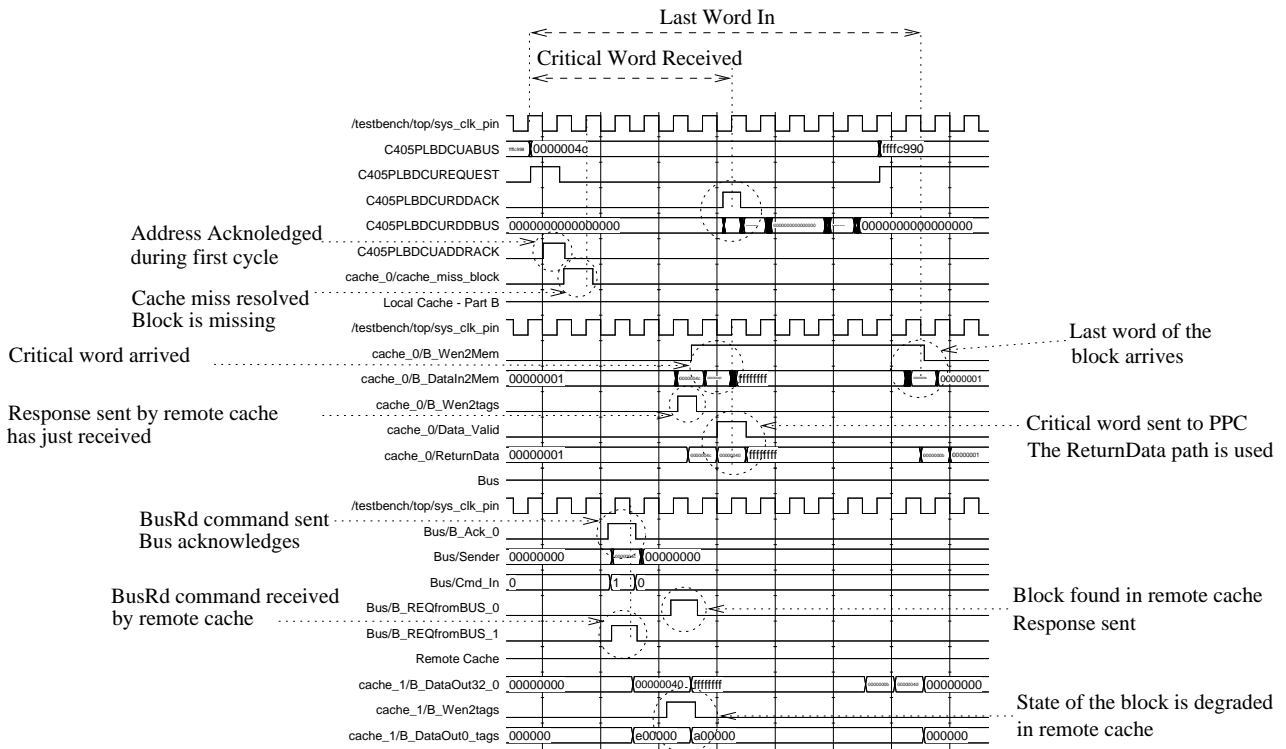 Last Word In
Critical Word Received
/testbench/top/sys_clk_pin
C405PLBDCUABUS 0000004c ffffc990
C405PLBDCUREQUEST
C405PLBDCURDDACK
C405PLBDCURDDBUS 0000000000000000 0000000000000000
Address Acknoledged
during first cycle
C405PLBDCUADDRACK
cache_0/cache_miss_block
Cache miss resolved
Block is missing
Local Cache - Part B
/testbench/top/sys_clk_pin
Last word of the
block arrives
Critical word arrived
cache_0/B_Wen2Mem
cache_0/B_DataIn2Mem 00000001 ffffffff 00000001
Response sent by remote cache
has just received
cache_0/B_Wen2tags
cache_0/Data_Valid
Critical word sent to PPC
The ReturnData path is used
cache_0/ReturnData 00000001 ffffffff 00000001
Bus
/testbench/top/sys_clk_pin
BusRd command sent
Bus acknowledges
Bus/B_Ack_0
Bus/Sender 00000000 00000000
Bus/Cmd_In 0 1 0
BusRd command received
by remote cache
Bus/B_REQfromBUS_0
Block found in remote cache
Response sent
Bus/B_REQfromBUS_1
Remote Cache
cache_1/B_DataOut32_0 00000000 00000040 ffffffff 00000000
cache_1/B_Wen2tags
State of the block is degraded
in remote cache
cache_1/B_DataOut0_tags 000000 e00000 a00000 000000